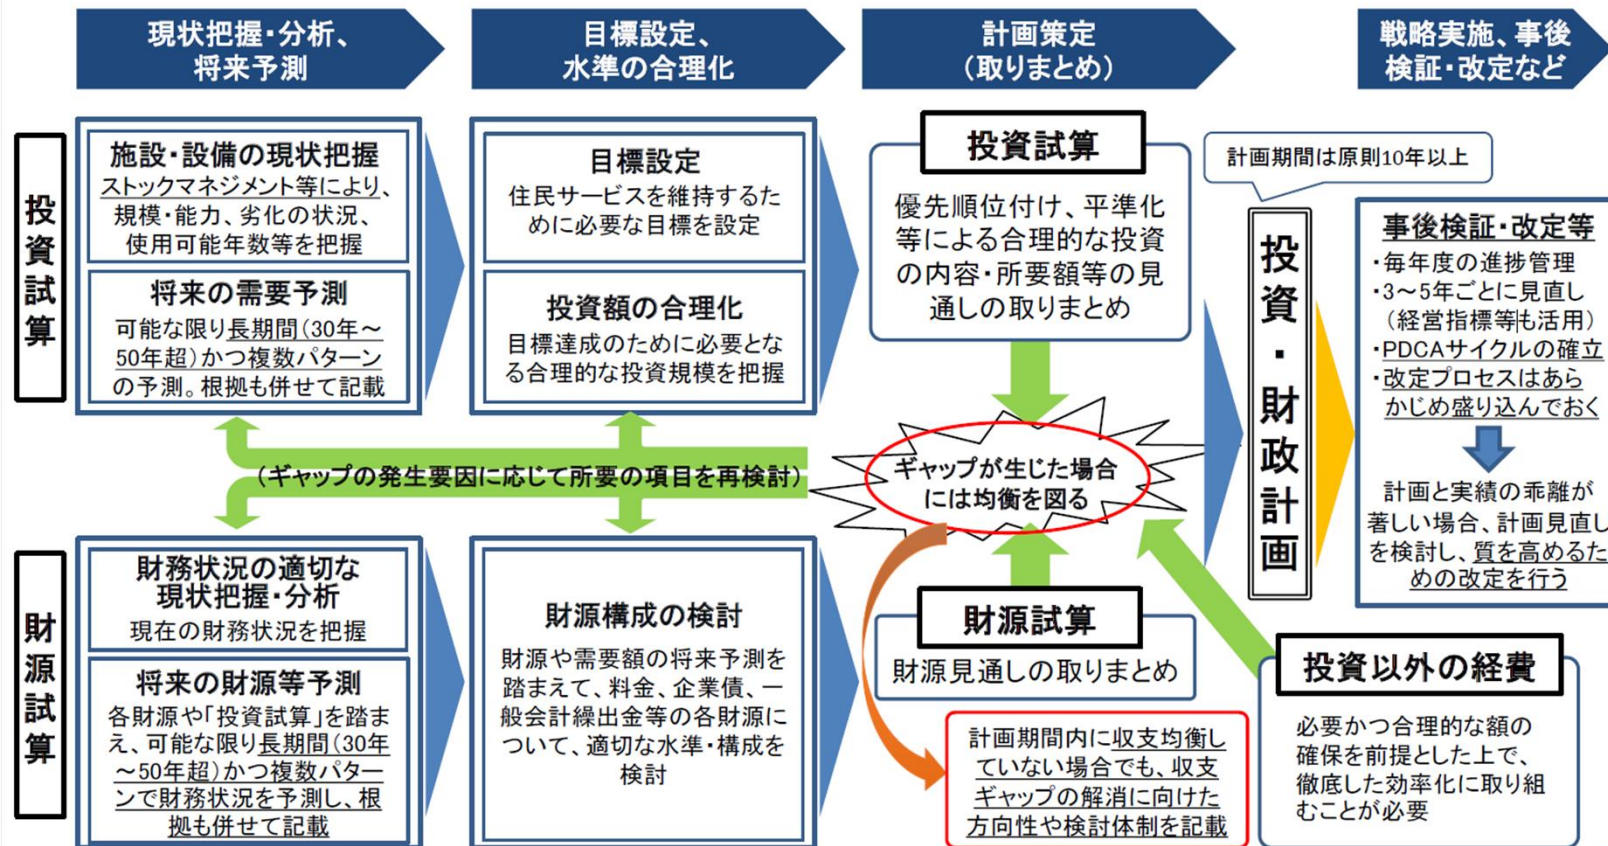 現状把握・分析、
将来予測
目標設定、
水準の合理化
計画策定
（取りまとめ）
戦略実施、事後
検証・改定など
投資試算
施設・設備の現状把握
ストックマネジメント等により、
規模・能力、劣化の状況、
使用可能年数等を把握
将来の需要予測
可能な限り長期間（30年～
50年超）かつ複数パターン
の予測。根拠も併せて記載
目標設定
住民サービスを維持するた
めに必要な目標を設定
投資額の合理化
目標達成のために必要とな
る合理的な投資規模を把握
投資試算
優先順位付け、平準化
等による合理的な投資
の内容・所要額等の見
通しの取りまとめ
計画期間は原則10年以上
投資・財政計画
事後検証・改定等
・毎年度の進捗管理
・3～5年ごとに見直し
（経営指標等も活用）
・PDCAサイクルの確立
・改定プロセスはあら
かじめ盛り込んでおく
計画と実績の乖離が
著しい場合、計画見直し
を検討し、質を高めるた
めの改定を行う
（ギャップの発生要因に応じて所要の項目を再検討）
ギャップが生じた場合
には均衡を図る
財源試算
財務状況の適切な
現状把握・分析
現在の財務状況を把握
将来の財源等予測
各財源や「投資試算」を踏ま
え、可能な限り長期間（30年
～50年超）かつ複数パター
ンで財務状況を予測し、根
拠も併せて記載
財源構成の検討
財源や需要額の将来予測を
踏まえて、料金、企業債、一
般会計繰出金等の各財源に
ついて、適切な水準・構成を
検討
財源試算
財源見通しの取りまとめ
計画期間内に収支均衡し
ていない場合でも、収支
ギャップの解消に向けた
方向性や検討体制を記載
投資以外の経費
必要かつ合理的な額の
確保を前提とした上で、
徹底した効率化に取り組
むことが必要